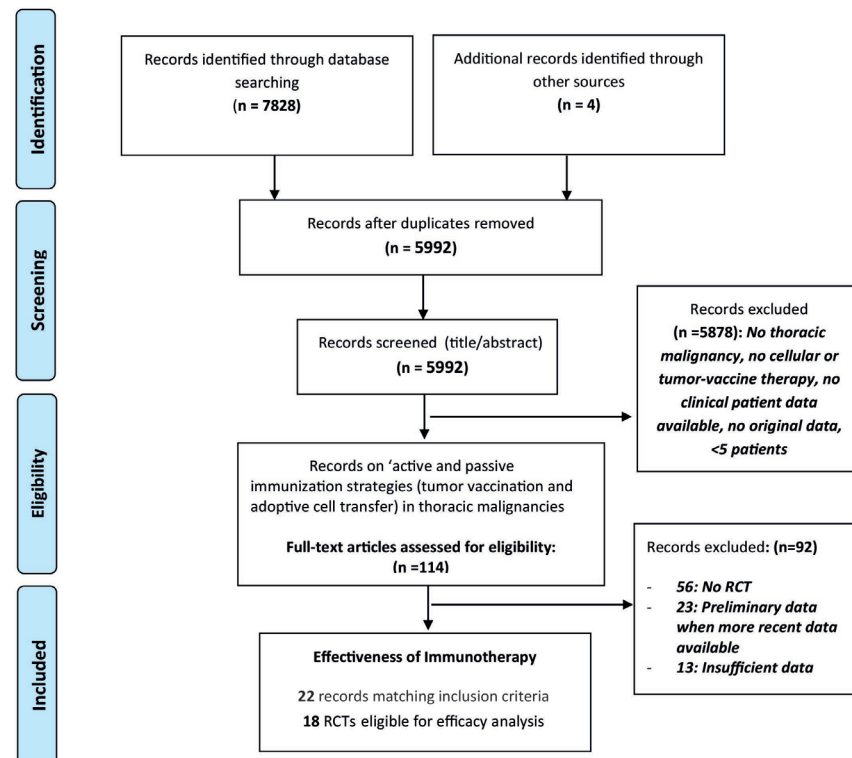 Identification
Records identified through database
searching
(n = 7828)
Additional records identified through
other sources
(n = 4)
Screening
Records after duplicates removed
(n = 5992)
Records screened (title/abstract)
(n = 5992)
Records excluded
(n =5878): No thoracic
malignancy, no cellular or
tumor-vaccine therapy, no
clinical patient data
available, no original data,
<5 patients
Eligibility
Records on ‘active and passive
immunization strategies (tumor vaccination and
adoptive cell transfer) in thoracic malignancies
Full-text articles assessed for eligibility:
(n =114)
Records excluded: (n=92)
- 56: No RCT
- 23: Preliminary data
when more recent data
available
- 13: Insufficient data
Included
Effectiveness of Immunotherapy
22 records matching inclusion criteria
18 RCTs eligible for efficacy analysis